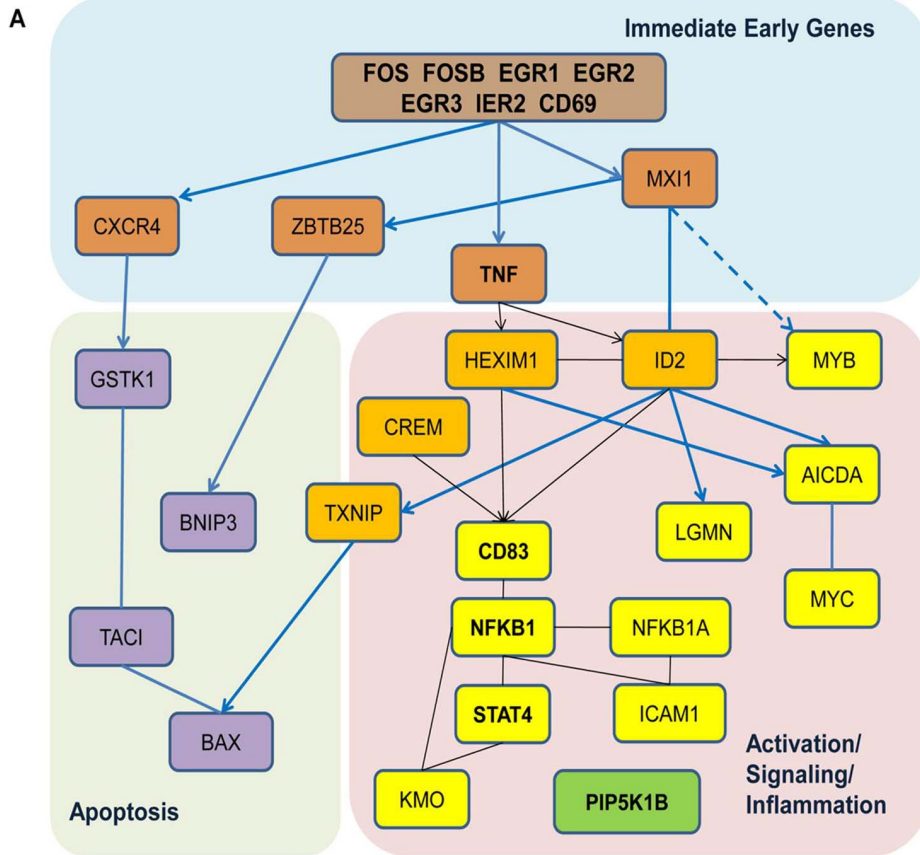 A
Immediate Early Genes
FOS FOSB EGR1 EGR2
EGR3 IER2 CD69
MXI1
CXCR4
ZBTB25
TNF
HEXIM1
ID2
MYB
GSTK1
CREM
AICDA
TXNIP
BNIP3
LGMN
CD83
MYC
TACI
NFKB1
NFKB1A
STAT4
ICAM1
BAX
Activation/
Signaling/
Inflammation
KMO
PIP5K1B
Apoptosis